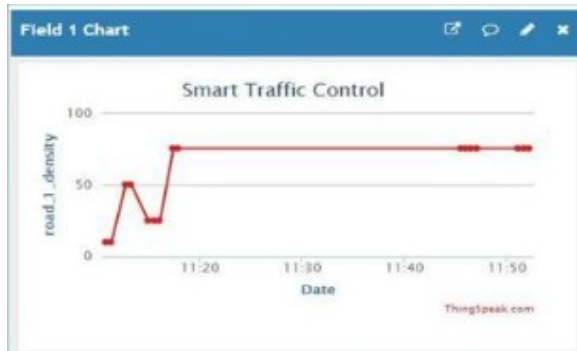 Field 1 Chart
Smart Traffic Control
100
50
0
road_1_density
11:20 11:30 11:40 11:50
Date
ThingSpeak.com